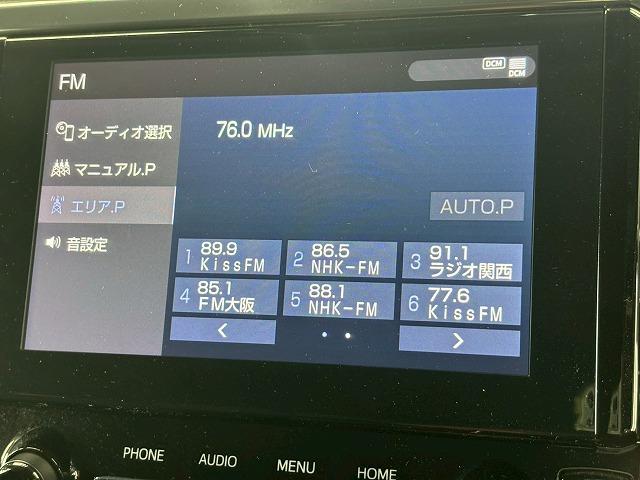 FM
DCM
DCM
オーディオ選択
76.0 MHz
マニュアル.P
エリア.P
AUTO.P
音設定
1 89.9 KissFM
2 86.5 NHK-FM
3 91.1 ラジオ関西
4 85.1 FM大阪
5 88.1 NHK-FM
6 77.6 KissFM
<
>
PHONE
AUDIO
MENU
HOME